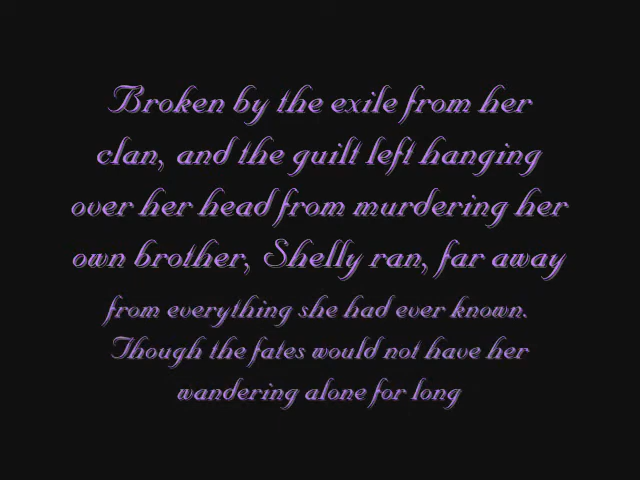 Broken by the exile from her
clan, and the guilt left hanging
over her head from murdering her
own brother, Shelly ran, far away
from everything she had ever known.
Though the fates would not have her
wandering alone for long